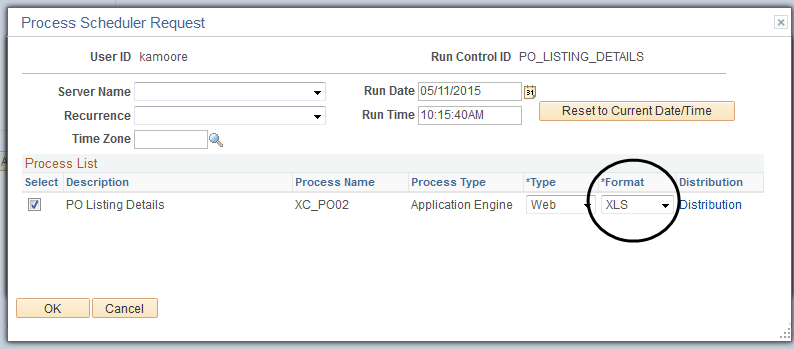 Process Scheduler Request
User ID kamoore Run Control ID PO_LISTING_DETAILS
Server Name Run Date 05/11/2015 31
Recurrence Run Time 10:15:40AM Reset to Current Date/Time
Time Zone
Process List
Select Description Process Name Process Type *Type *Format Distribution
PO Listing Details XC_PO02 Application Engine Web XLS Distribution
OK Cancel